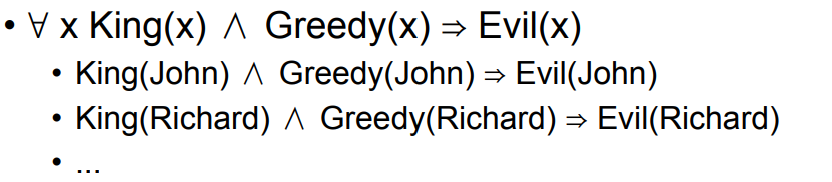 • ∀ x King(x) ∧ Greedy(x) ⇒ Evil(x)
• King(John) ∧ Greedy(John) ⇒ Evil(John)
• King(Richard) ∧ Greedy(Richard) ⇒ Evil(Richard)
• ...